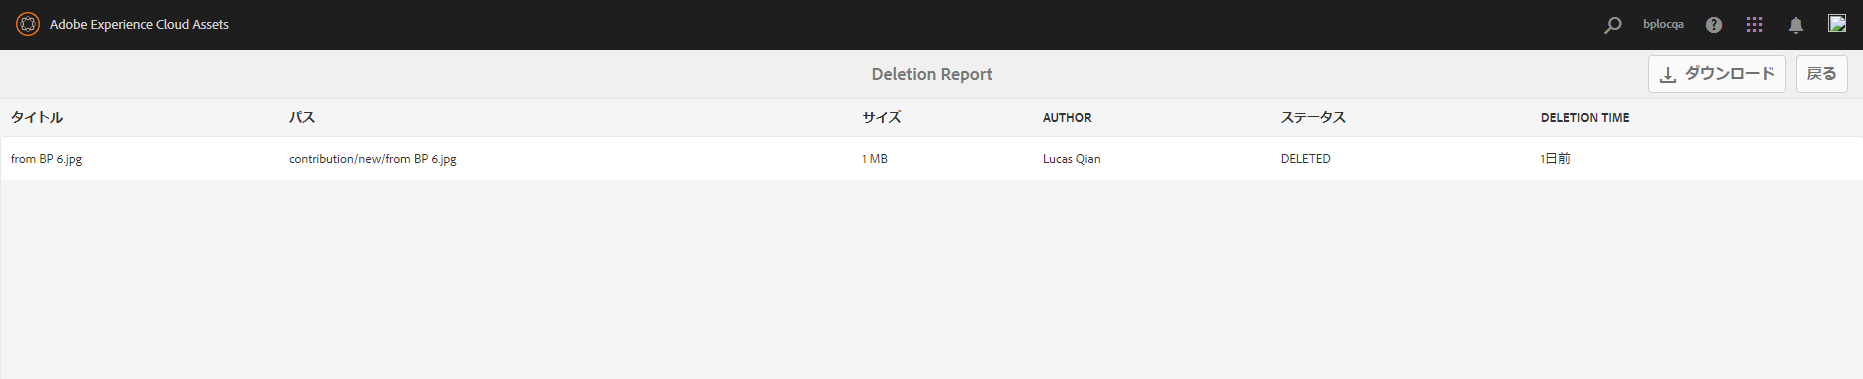 Adobe Experience Cloud Assets
bplocqa
Deletion Report
ダウンロード
戻る
タイトル パス サイズ AUTHOR ステータス DELETION TIME
from BP 6.jpg contribution/new/from BP 6.jpg 1 MB Lucas Qian DELETED 1日前